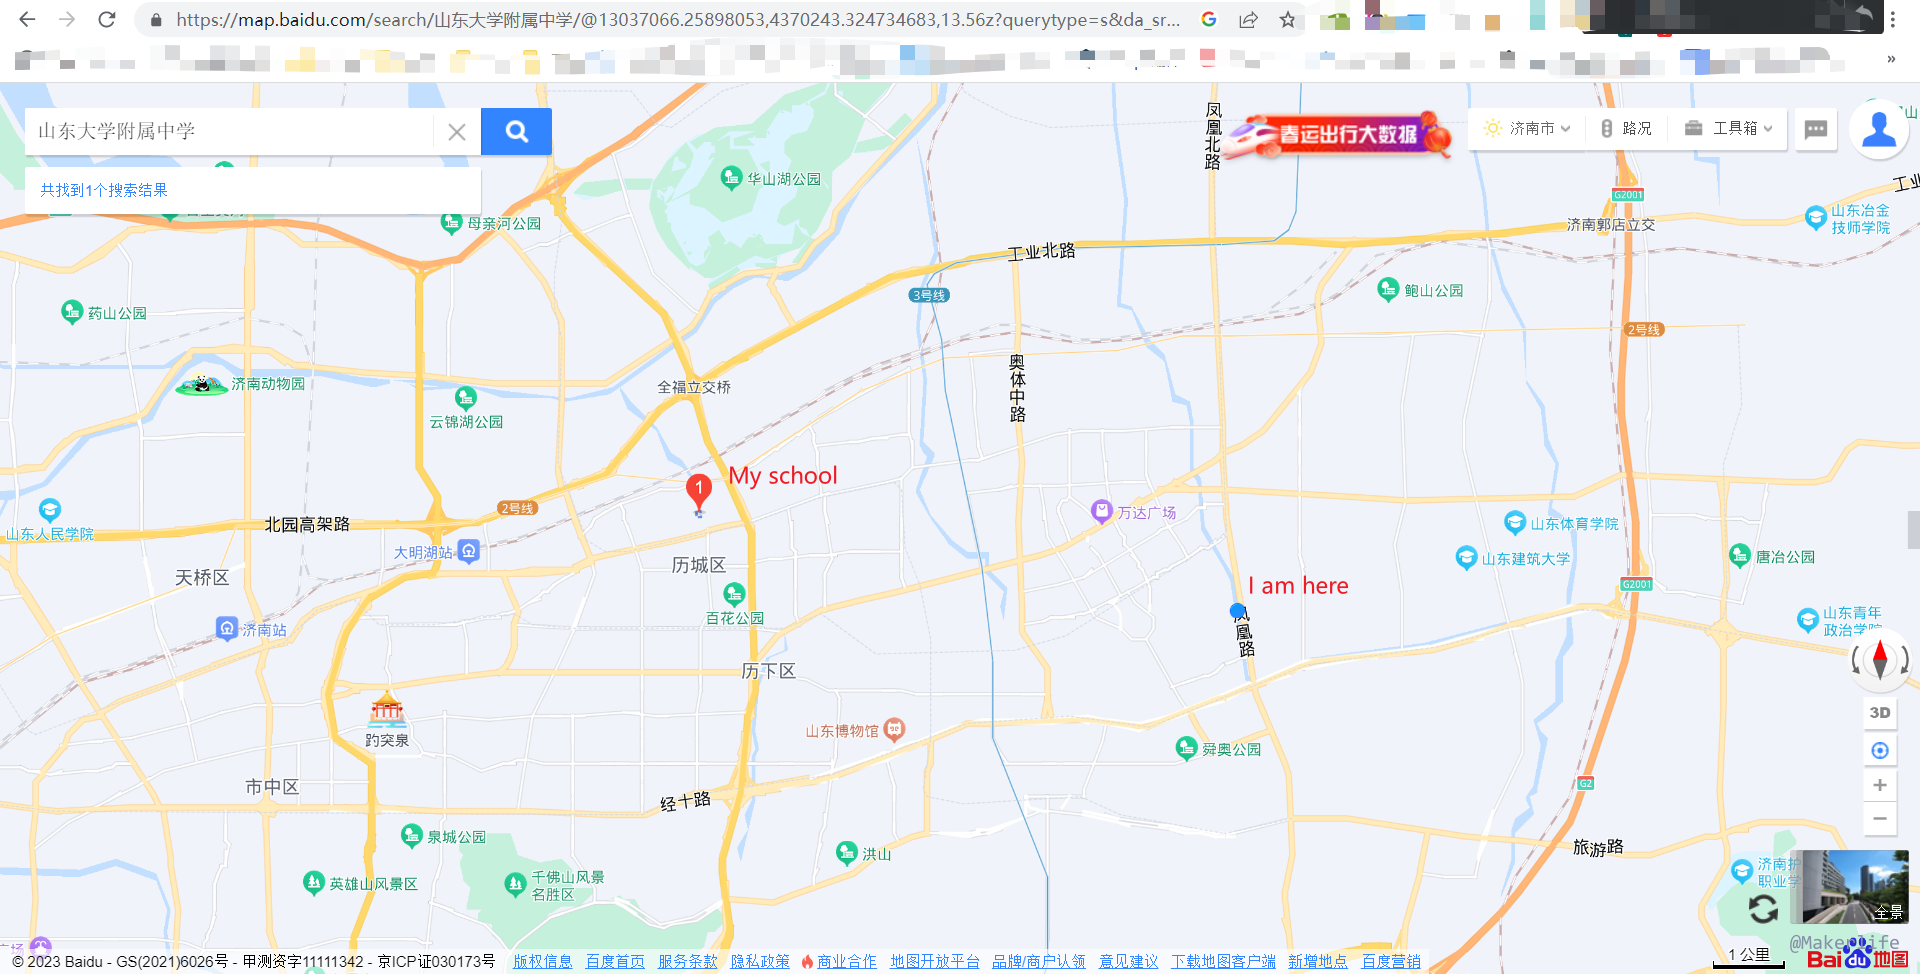 https://map.baidu.com/search/山东大学附属中学/@13037066.25898053,4370243.324734683,13.56z?querytype=s&da_sr...
»
山东大学附属中学
共找到1个搜索结果
春运出行大数据
济南市
路况
工具箱
凤凰北路
华山湖公园
母亲河公园
工业北路
3号线
G2001
济南郭店立交
山东冶金
技师学院
鲍山公园
药山公园
2号线
济南动物园
全福立交桥
奥体中路
云锦湖公园
1
My school
山东人民学院
北园高架路
2号线
大明湖站
万达广场
山东体育学院
山东建筑大学
唐冶公园
天桥区
历城区
I am here
G2001
百花公园
济南站
凤凰路
山东青年
政治学院
历下区
趵突泉
山东博物馆
舜奥公园
3D
市中区
经十路
G2
泉城公园
洪山
旅游路
英雄山风景区
千佛山风景
名胜区
济南护
职业学
全景
@Makerlife
1 公里
Bai du 地图
© 2023 Baidu - GS(2021)6026号 - 甲测资字11111342 - 京ICP证030173号 版权信息 百度首页 服务条款 隐私政策 商业合作 地图开放平台 品牌/商户认领 意见建议 下载地图客户端 新增地点 百度营销